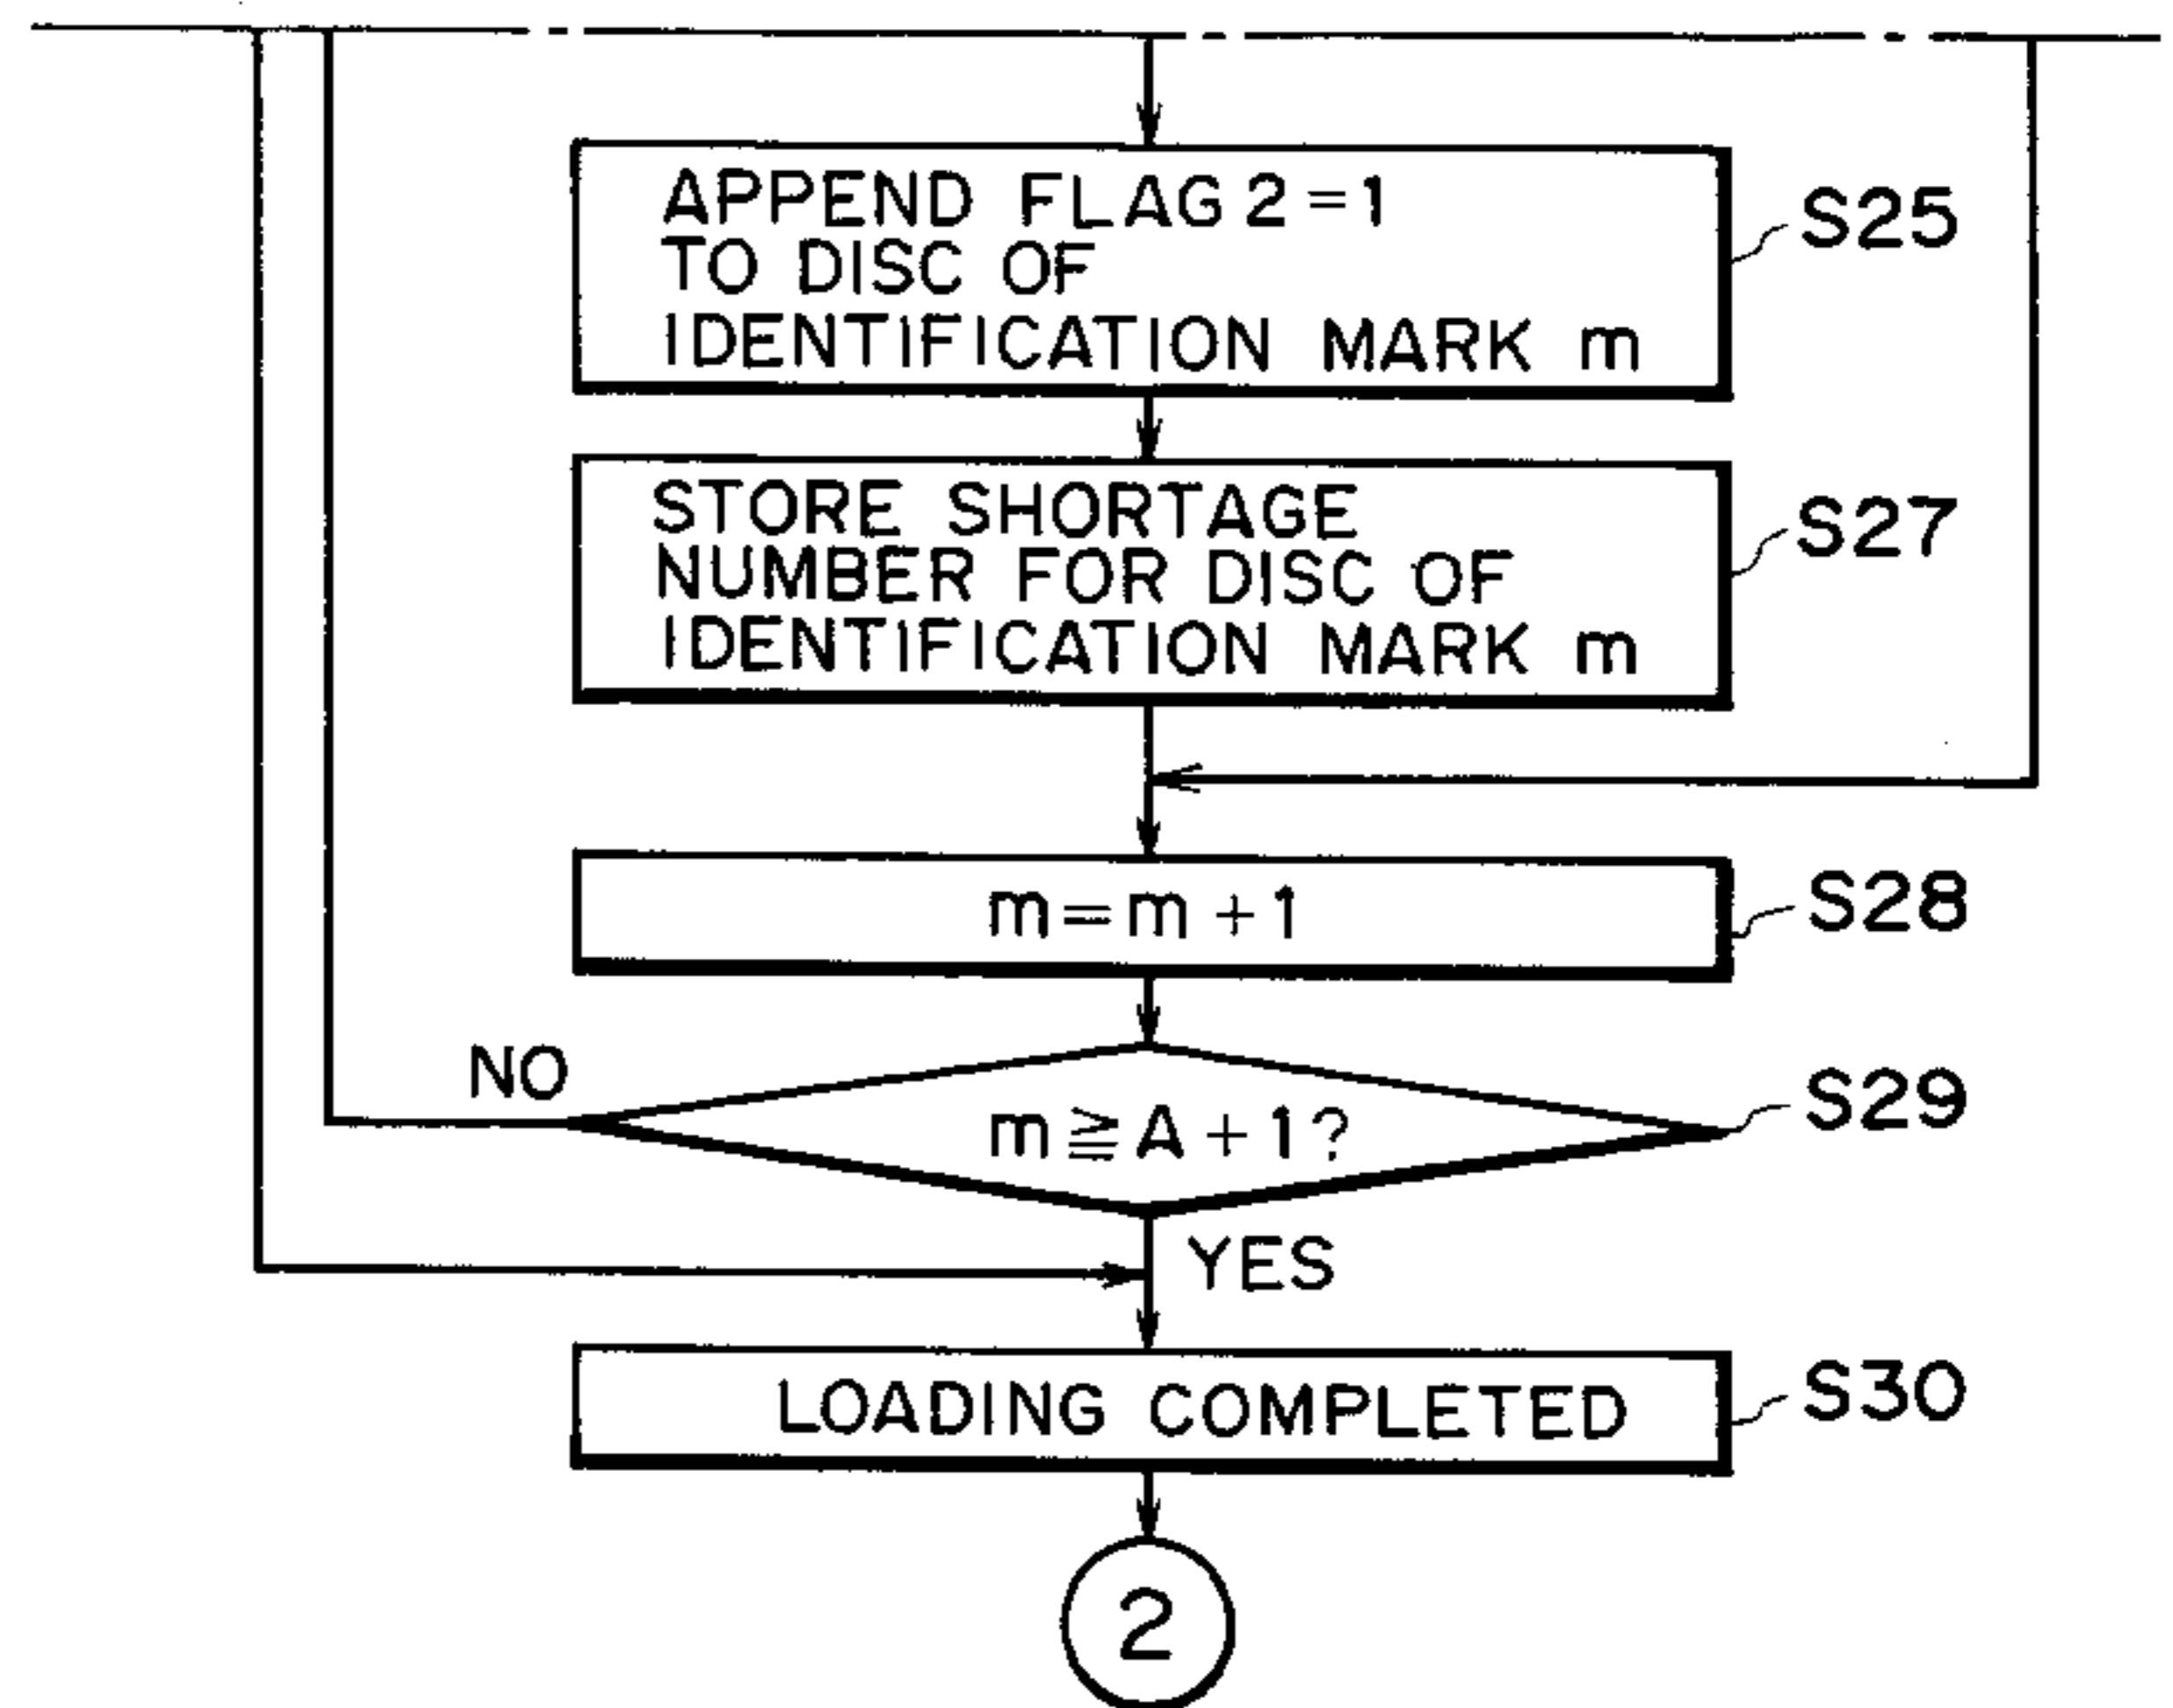 APPEND FLAG 2=1
TO DISC OF
IDENTIFICATION MARK m
S25
STORE SHORTAGE
NUMBER FOR DISC OF
IDENTIFICATION MARK m
S27
m=m+1
S28
NO
m≧A+1?
S29
YES
LOADING COMPLETED
S30
2